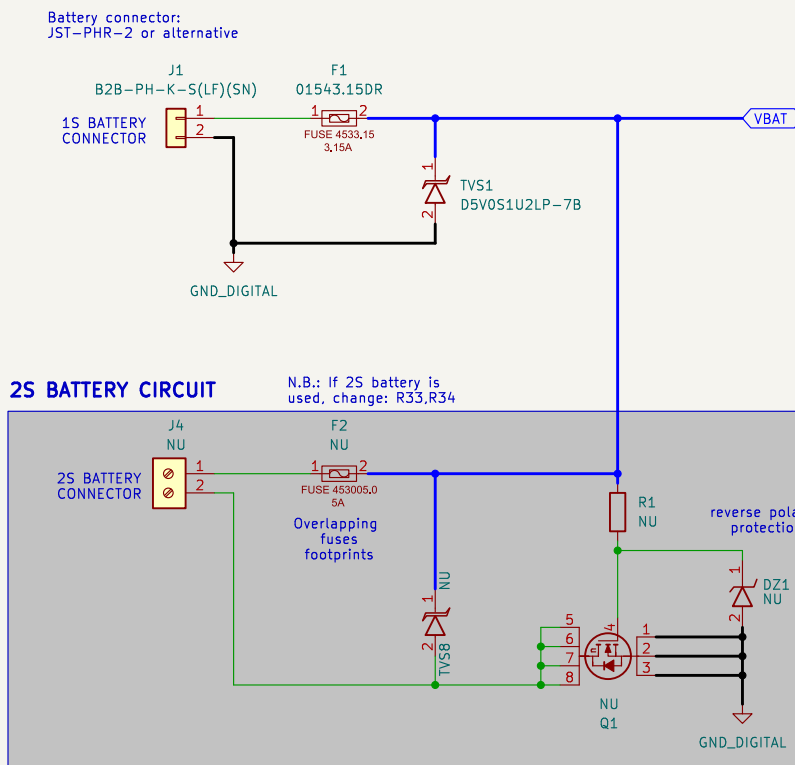 Battery connector:
JST-PHR-2 or alternative
J1
B2B-PH-K-S(LF)(SN)
F1
01543.15DR
1S BATTERY
CONNECTOR
1
2
1
2
FUSE 4533.15
3.15A
VBAT
1
2
TVS1
D5V0S1U2LP-7B
GND_DIGITAL
2S BATTERY CIRCUIT
N.B.: If 2S battery is
used, change: R33,R34
J4
NU
F2
NU
2S BATTERY
CONNECTOR
1
2
1
2
FUSE 453005.0
5A
Overlapping
fuses
footprints
R1
NU
reverse pola
protectio
NU
1
2
TVS8
1
2
DZ1
NU
5
6
7
8
4
n
1
2
3
NU
Q1
GND_DIGITAL